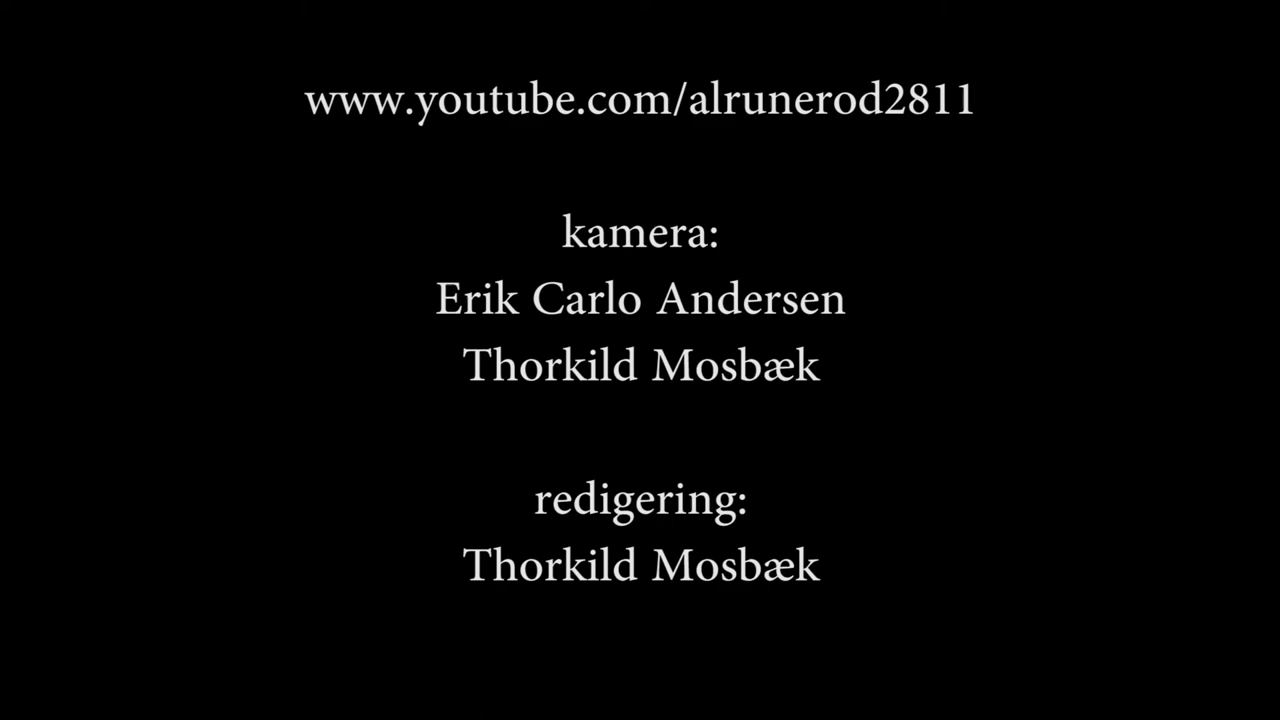 www.youtube.com/alrunerod2811
kamera:
Erik Carlo Andersen
Thorkild Mosbæk
redigering:
Thorkild Mosbæk